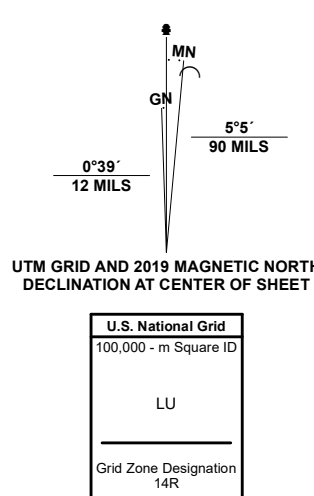 MN
GN
5°5´
90 MILS
0°39´
12 MILS
UTM GRID AND 2019 MAGNETIC NORTH
DECLINATION AT CENTER OF SHEET
U.S. National Grid
100,000 - m Square ID
LU
Grid Zone Designation
14R